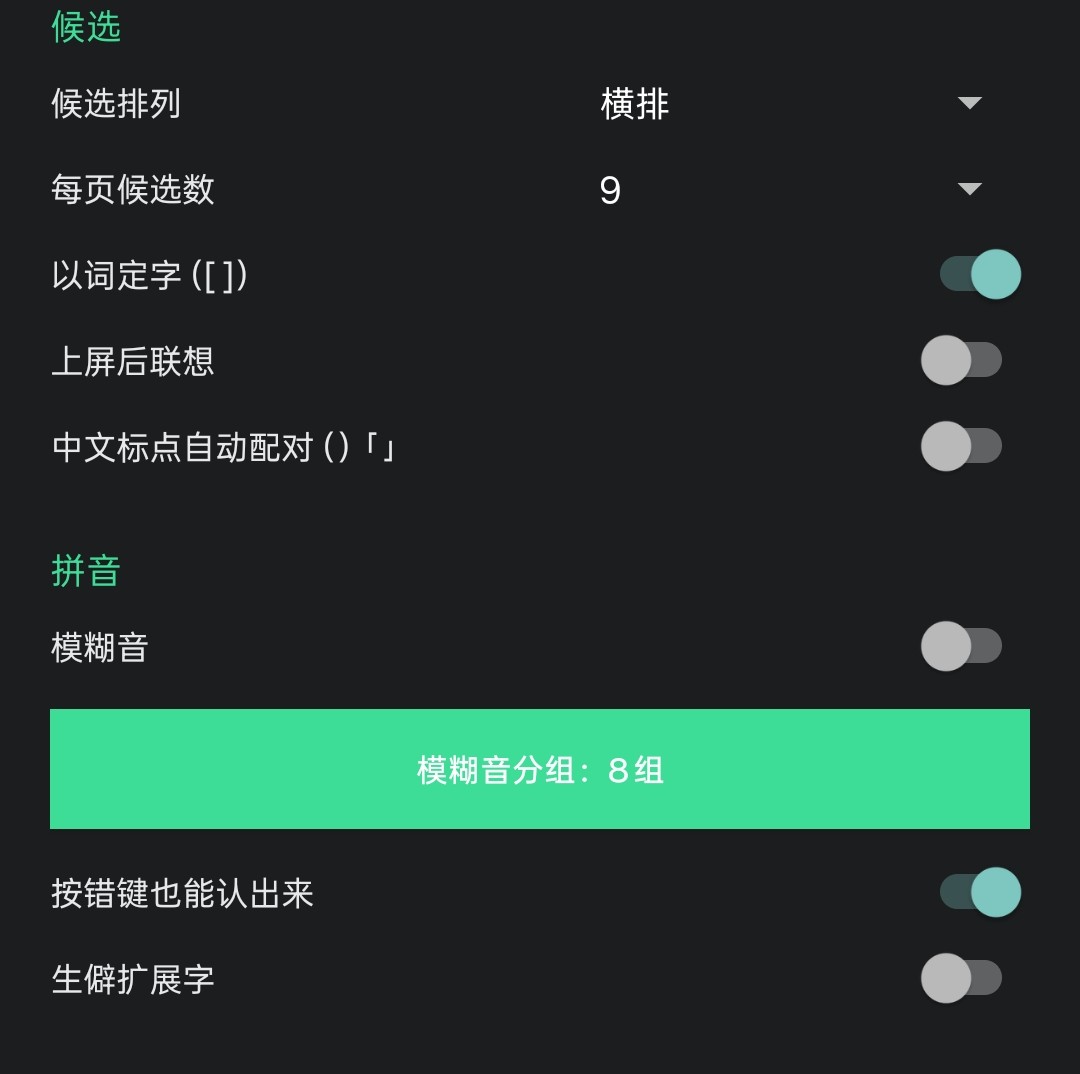 候选
候选排列 横排
每页候选数 9
以词定字 ([ ])
上屏后联想
中文标点自动配对 ()「」
拼音
模糊音
模糊音分组：8组
按错键也能认出来
生僻扩展字